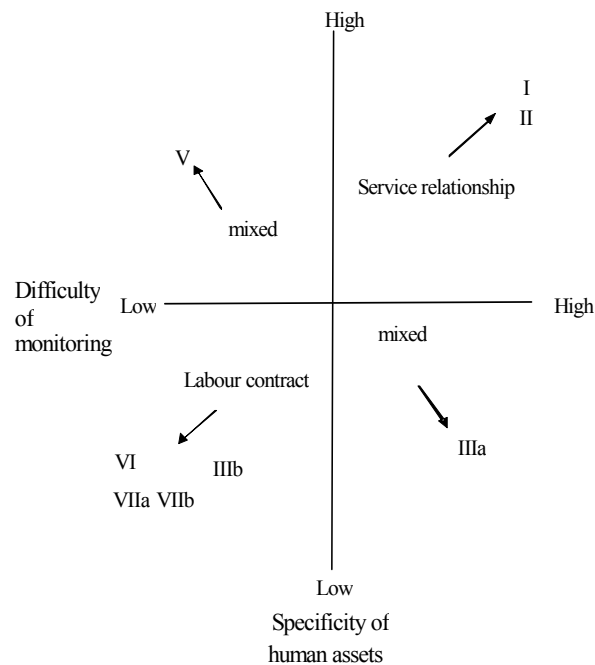 High
I
II
V
Service relationship
mixed
Difficulty
of
monitoring
Low
High
mixed
Labour contract
IIIa
VI
IIIb
VIIa VIIb
Low
Specificity of
human assets